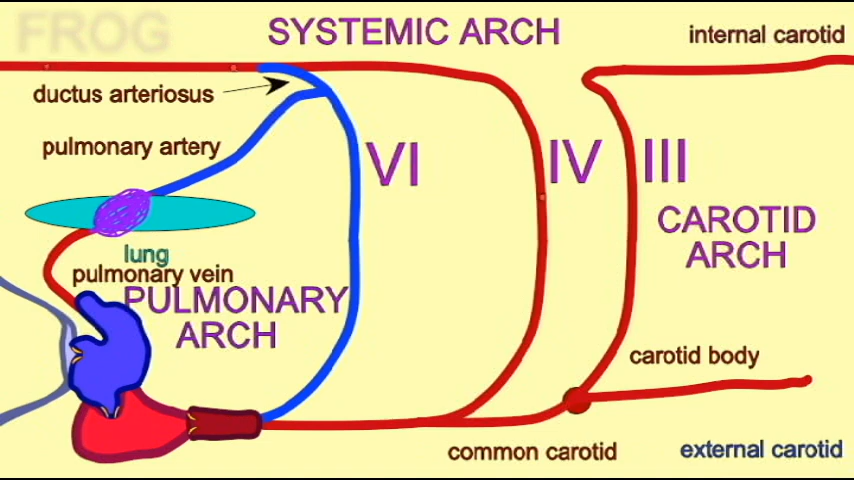 FROG
SYSTEMIC ARCH
internal carotid
ductus arteriosus
pulmonary artery
VI
IV
III
CAROTID
ARCH
lung
pulmonary vein
PULMONARY
ARCH
carotid body
common carotid
external carotid